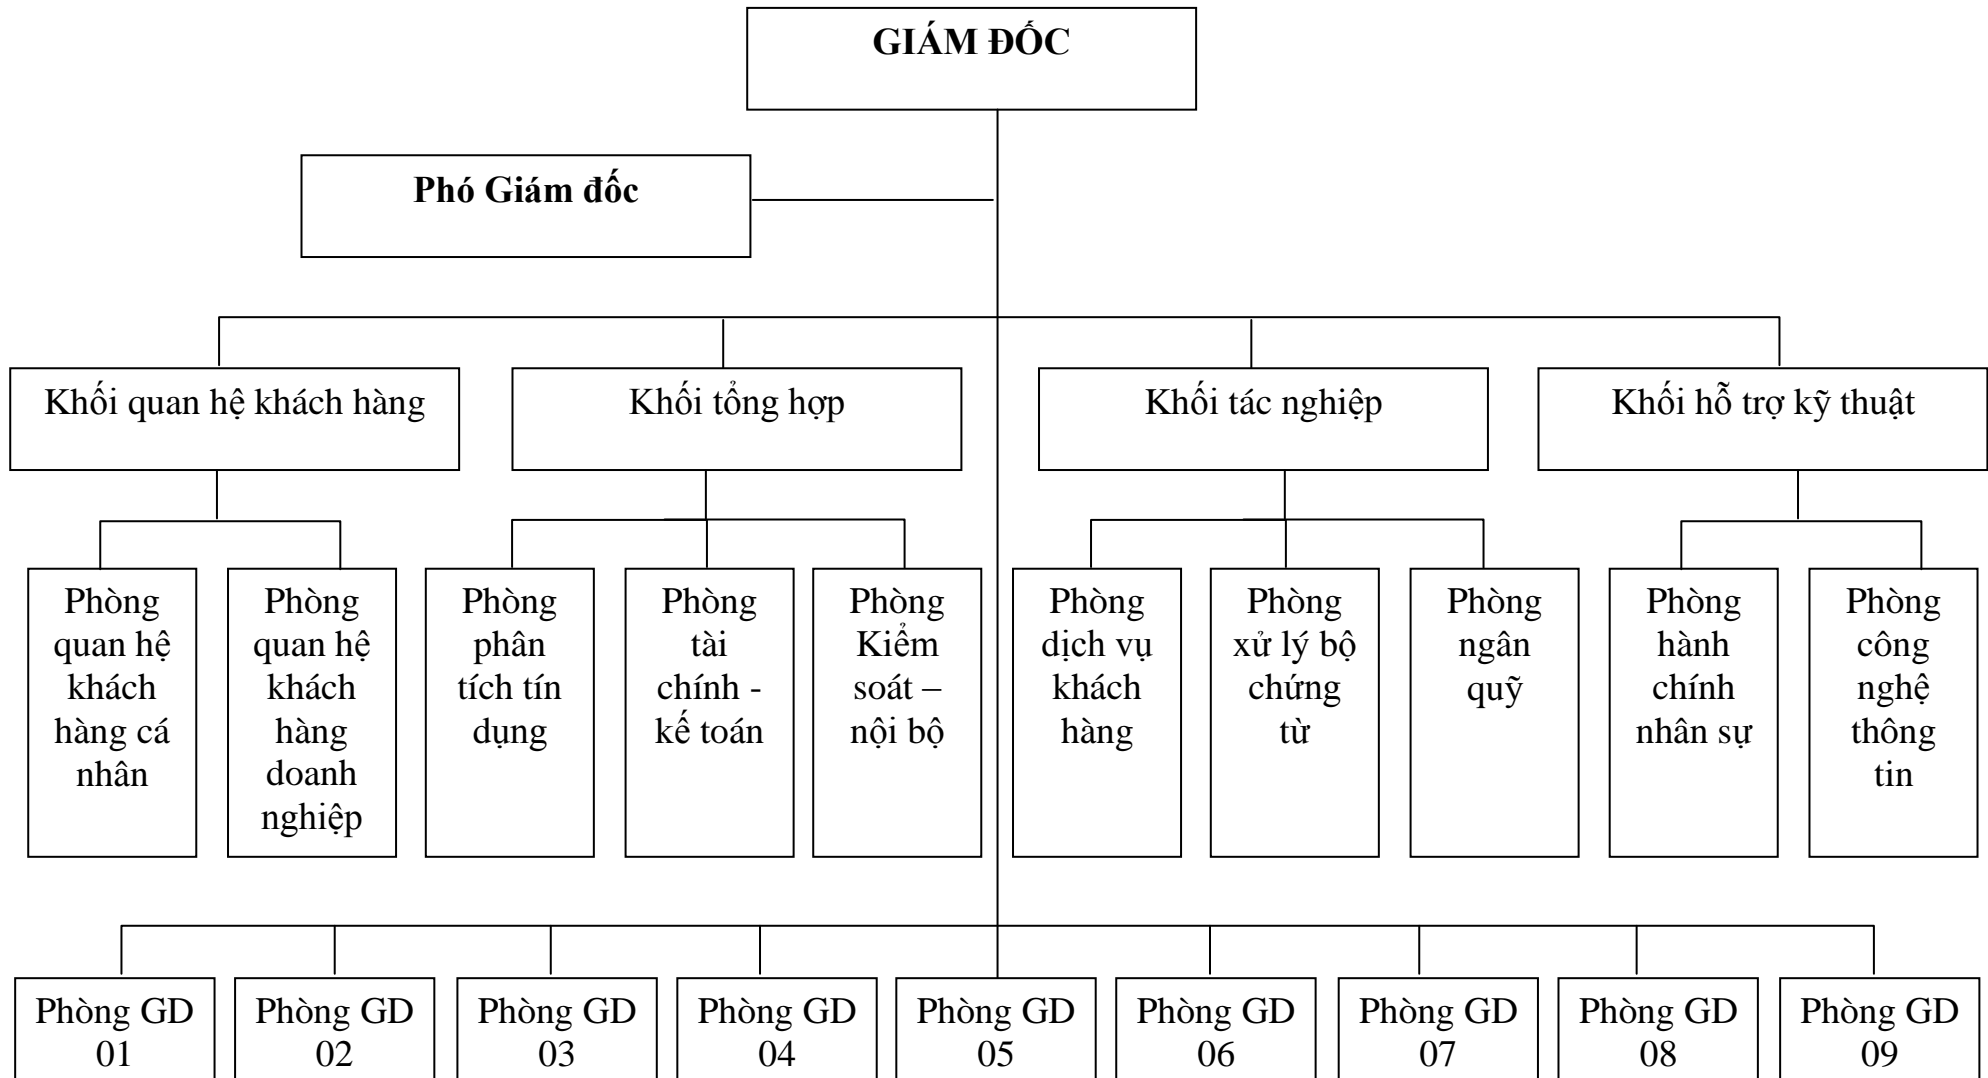 GIÁM ĐỐC
Phó Giám đốc
Khối quan hệ khách hàng
Khối tổng hợp
Khối tác nghiệp
Khối hỗ trợ kỹ thuật
Phòng
quan hệ
khách
hàng cá
nhân
Phòng
quan hệ
khách
hàng
doanh
nghiệp
Phòng
phân
tích tín
dụng
Phòng
tài
chính -
kế toán
Phòng
Kiểm
soát –
nội bộ
Phòng
dịch vụ
khách
hàng
Phòng
xử lý bộ
chứng
từ
Phòng
ngân
quỹ
Phòng
hành
chính
nhân sự
Phòng
công
nghệ
thông
tin
Phòng GD
01
Phòng GD
02
Phòng GD
03
Phòng GD
04
Phòng GD
05
Phòng GD
06
Phòng GD
07
Phòng GD
08
Phòng GD
09